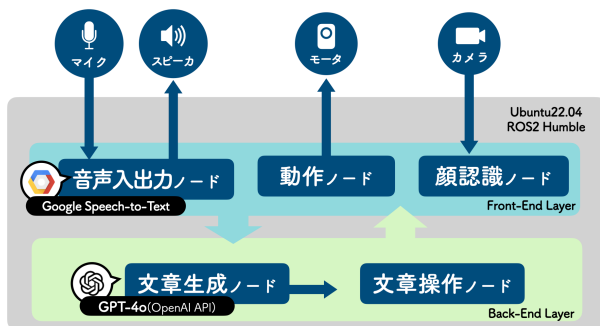 マイク
スピーカ
モータ
カメラ
Ubuntu22.04
ROS2 Humble
音声入出力ノード
動作ノード
顔認識ノード
Google Speech-to-Text
Front-End Layer
文章生成ノード
文章操作ノード
GPT-4o(OpenAI API)
Back-End Layer